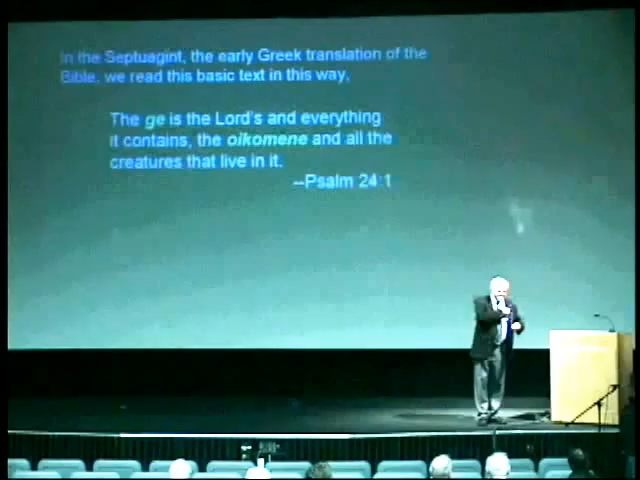 In the Septuagint, the early Greek translation of the
Bible, we read this basic text in this way,
The ge is the Lord's and everything
it contains, the oikomene and all the
creatures that live in it.
--Psalm 24:1